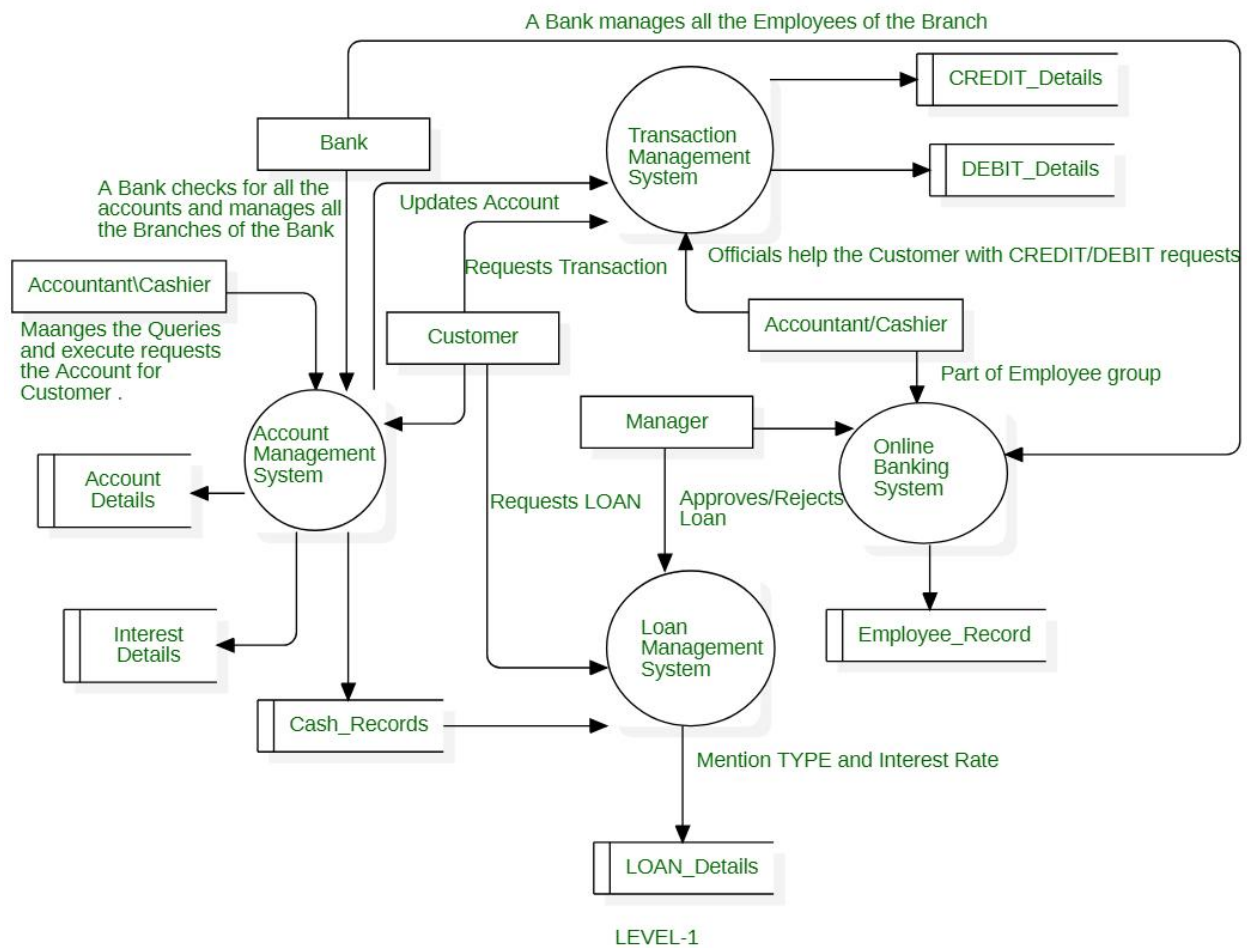 A Bank manages all the Employees of the Branch
CREDIT_Details
Bank
Transaction
Management
System
DEBIT_Details
A Bank checks for all the
accounts and manages all
the Branches of the Bank
Updates Account
Requests Transaction
Officials help the Customer with CREDIT/DEBIT requests
Accountant\Cashier
Maanges the Queries
and execute requests
the Account for
Customer .
Customer
Accountant/Cashier
Part of Employee group
Manager
Account
Management
System
Online
Banking
System
Account
Details
Requests LOAN
Approves/Rejects
Loan
Interest
Details
Loan
Management
System
Employee_Record
Cash_Records
Mention TYPE and Interest Rate
LOAN_Details
LEVEL-1